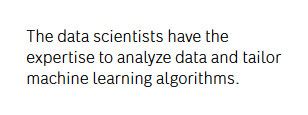 The data scientists have the
expertise to analyze data and tailor
machine learning algorithms.